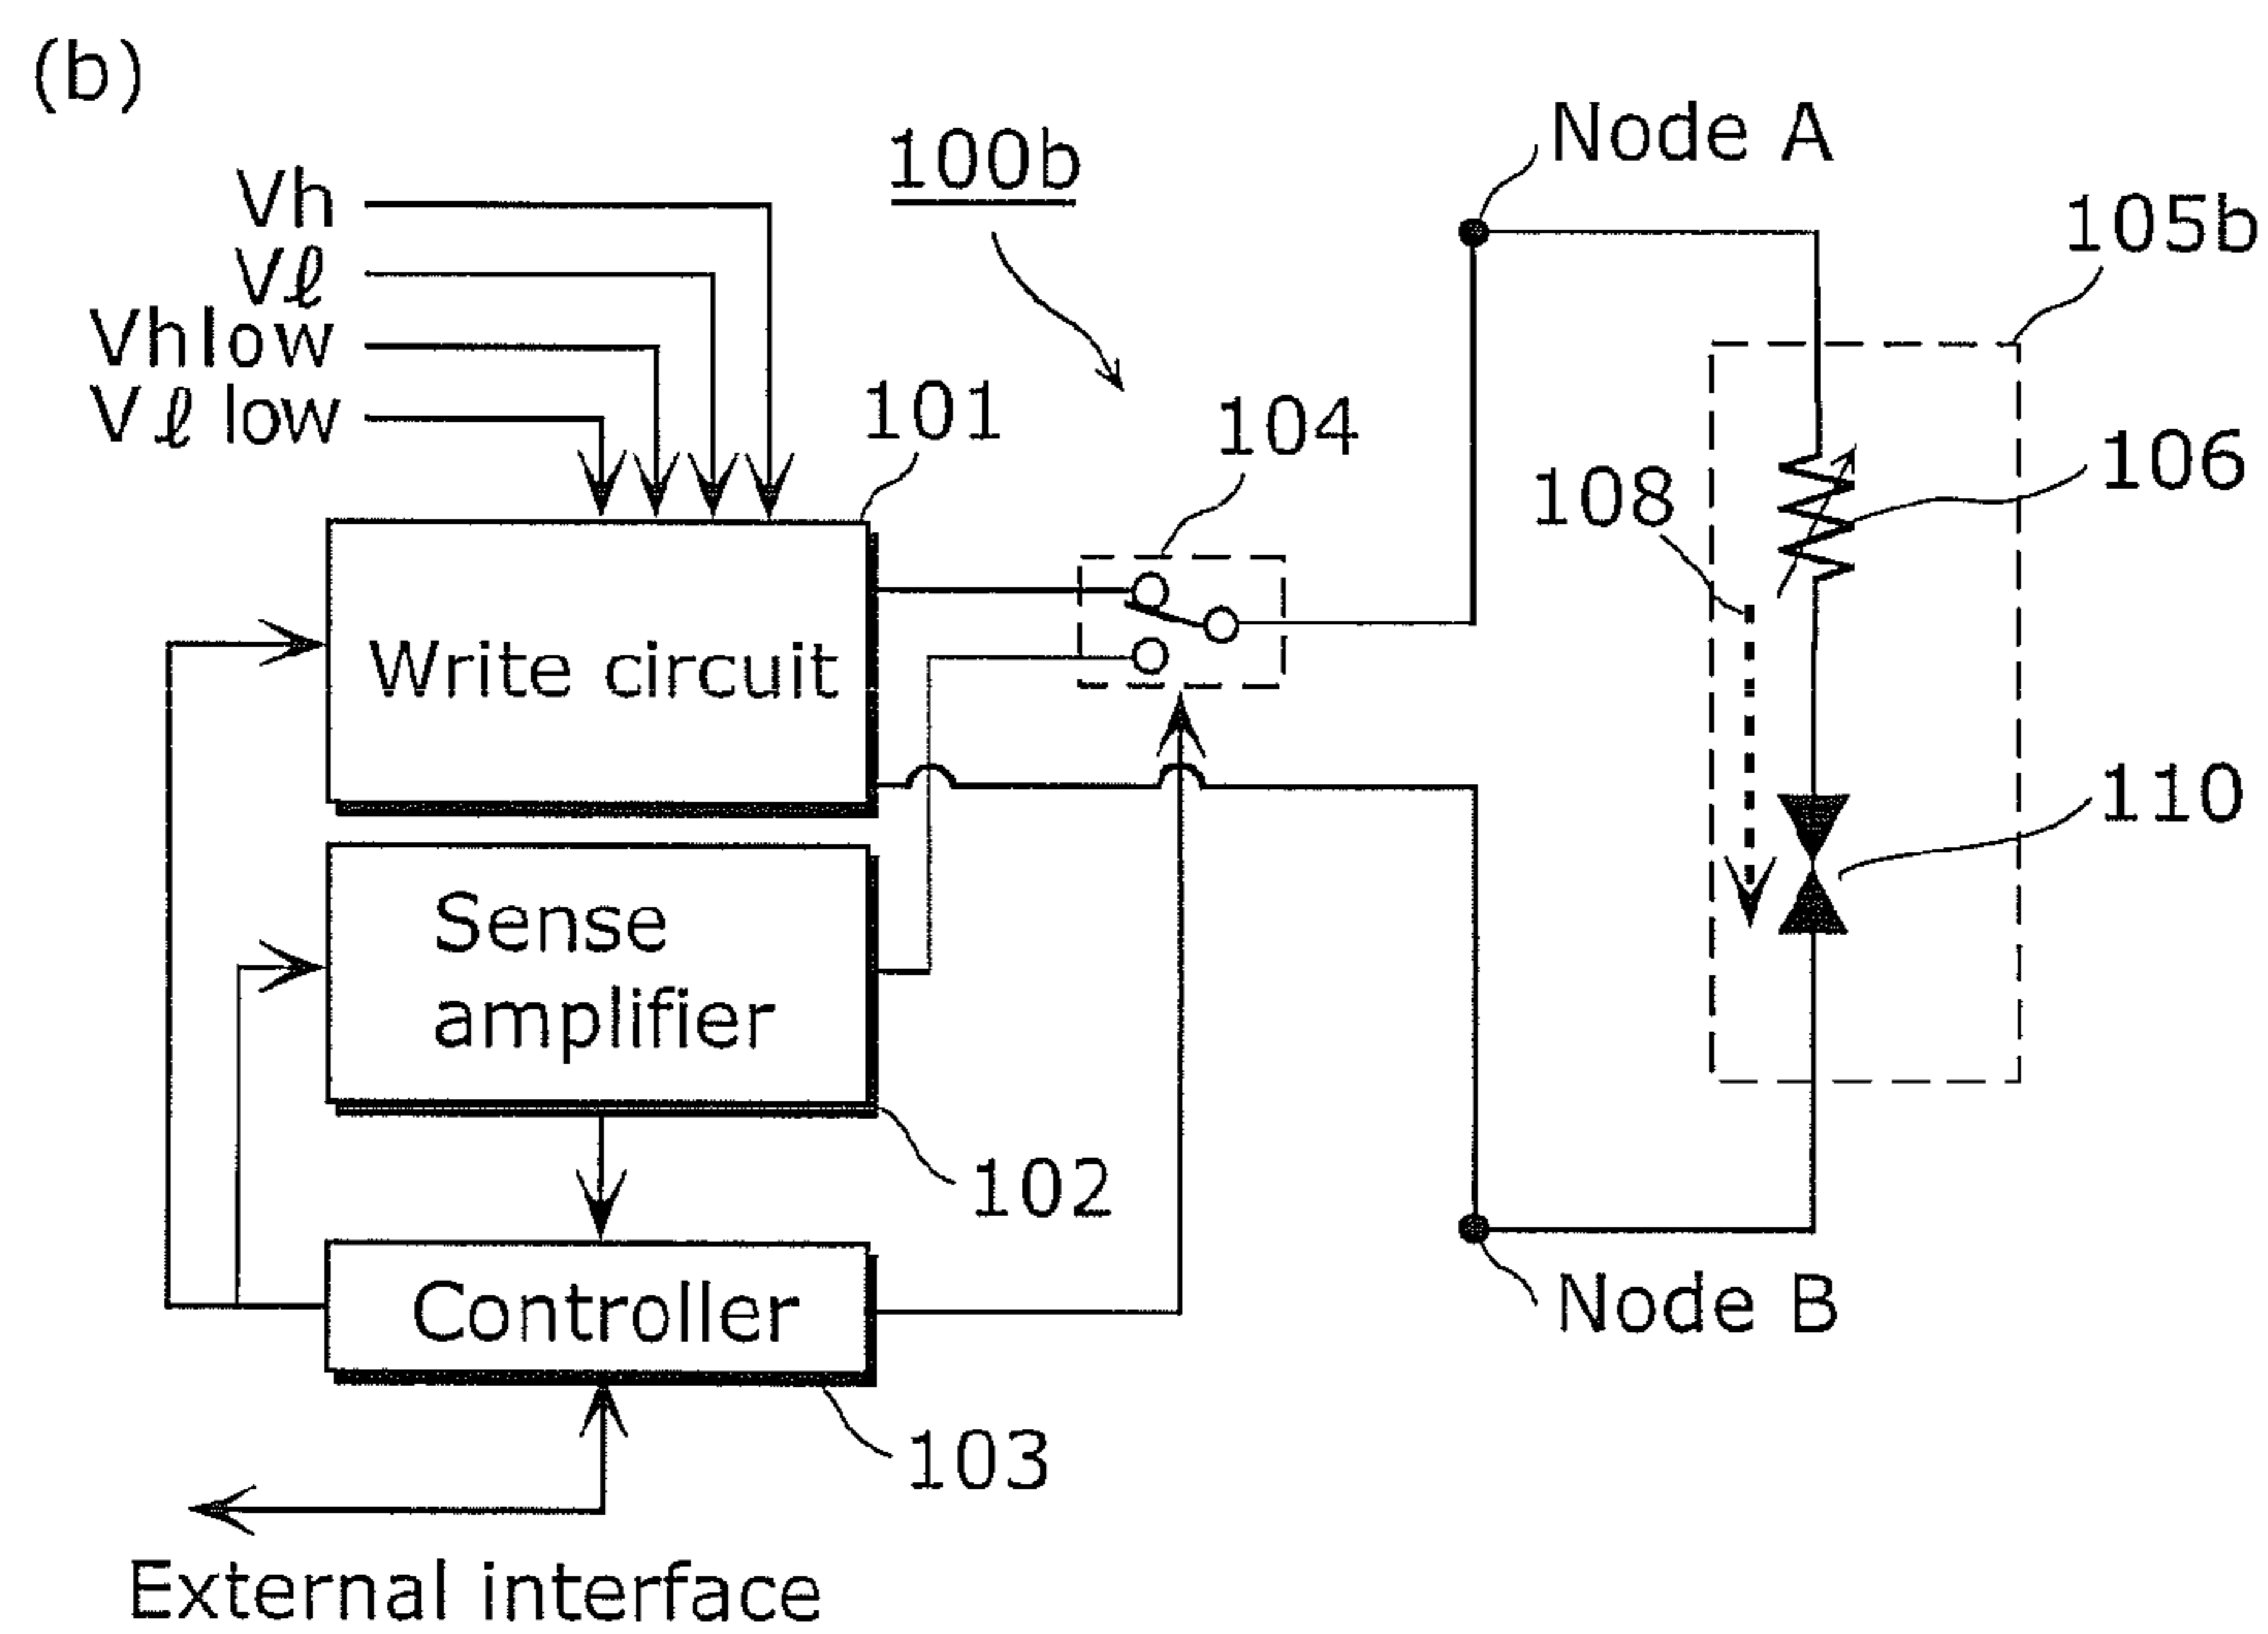 (b)
Vh
Vℓ
Vhlow
Vℓ low
100b
Node A
105b
101
104
106
108
Write circuit
110
Sense
amplifier
102
Controller
Node B
103
External interface